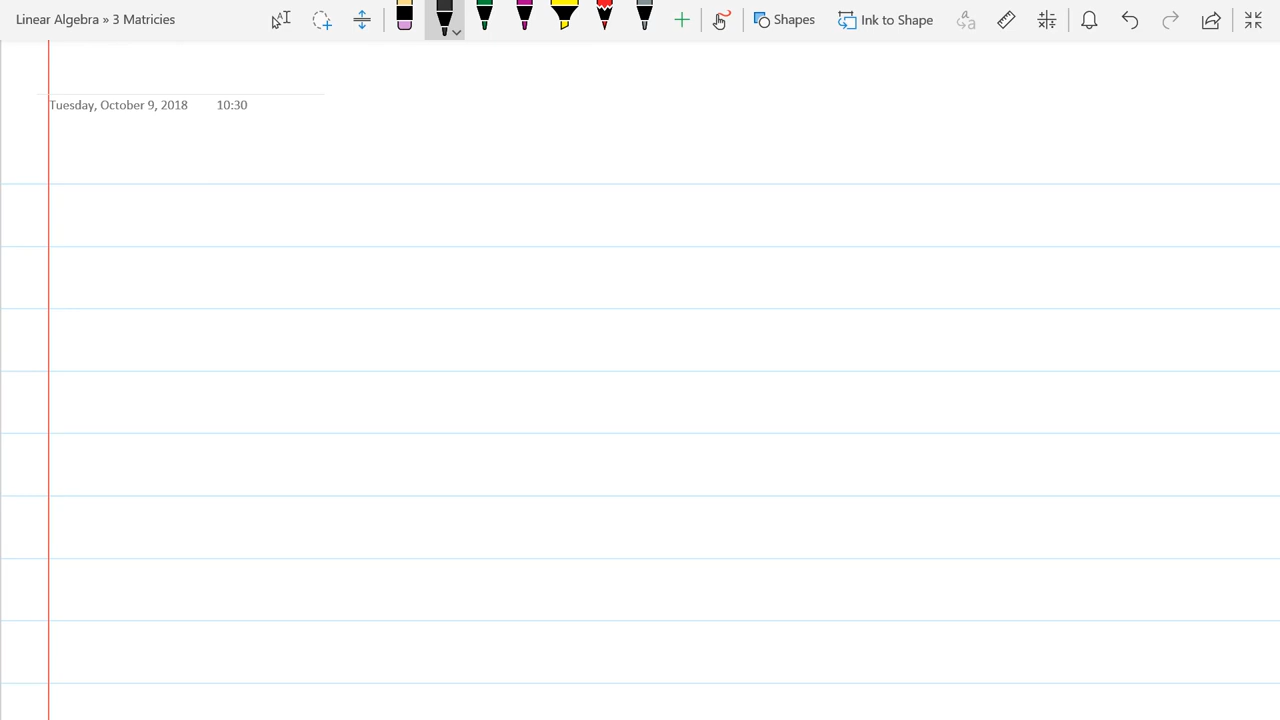 Linear Algebra » 3 Matricies
Shapes
Ink to Shape
Tuesday, October 9, 2018 10:30